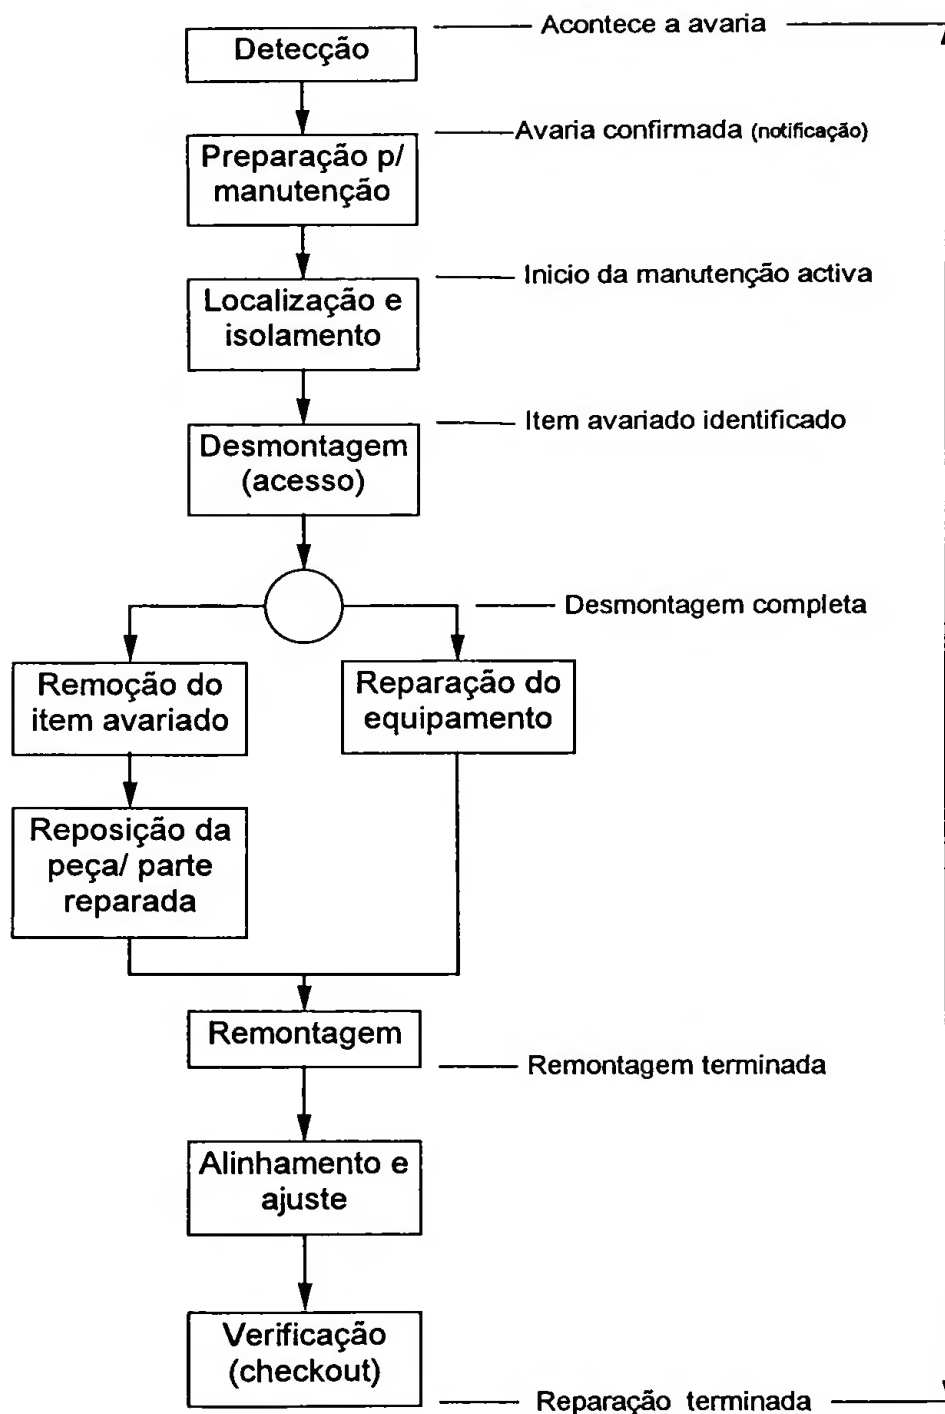 Acontece a avaria
Detecção
Avaria confirmada (notificação)
Preparação p/
manutenção
Inicio da manutenção activa
Localização e
isolamento
Item avariado identificado
Desmontagem
(acesso)
Desmontagem completa
Remoção do
item avariado
Reparação do
equipamento
Reposição da
peça/ parte
reparada
Remontagem
Remontagem terminada
Alinhamento e
ajuste
Verificação
(checkout)
Reparação terminada